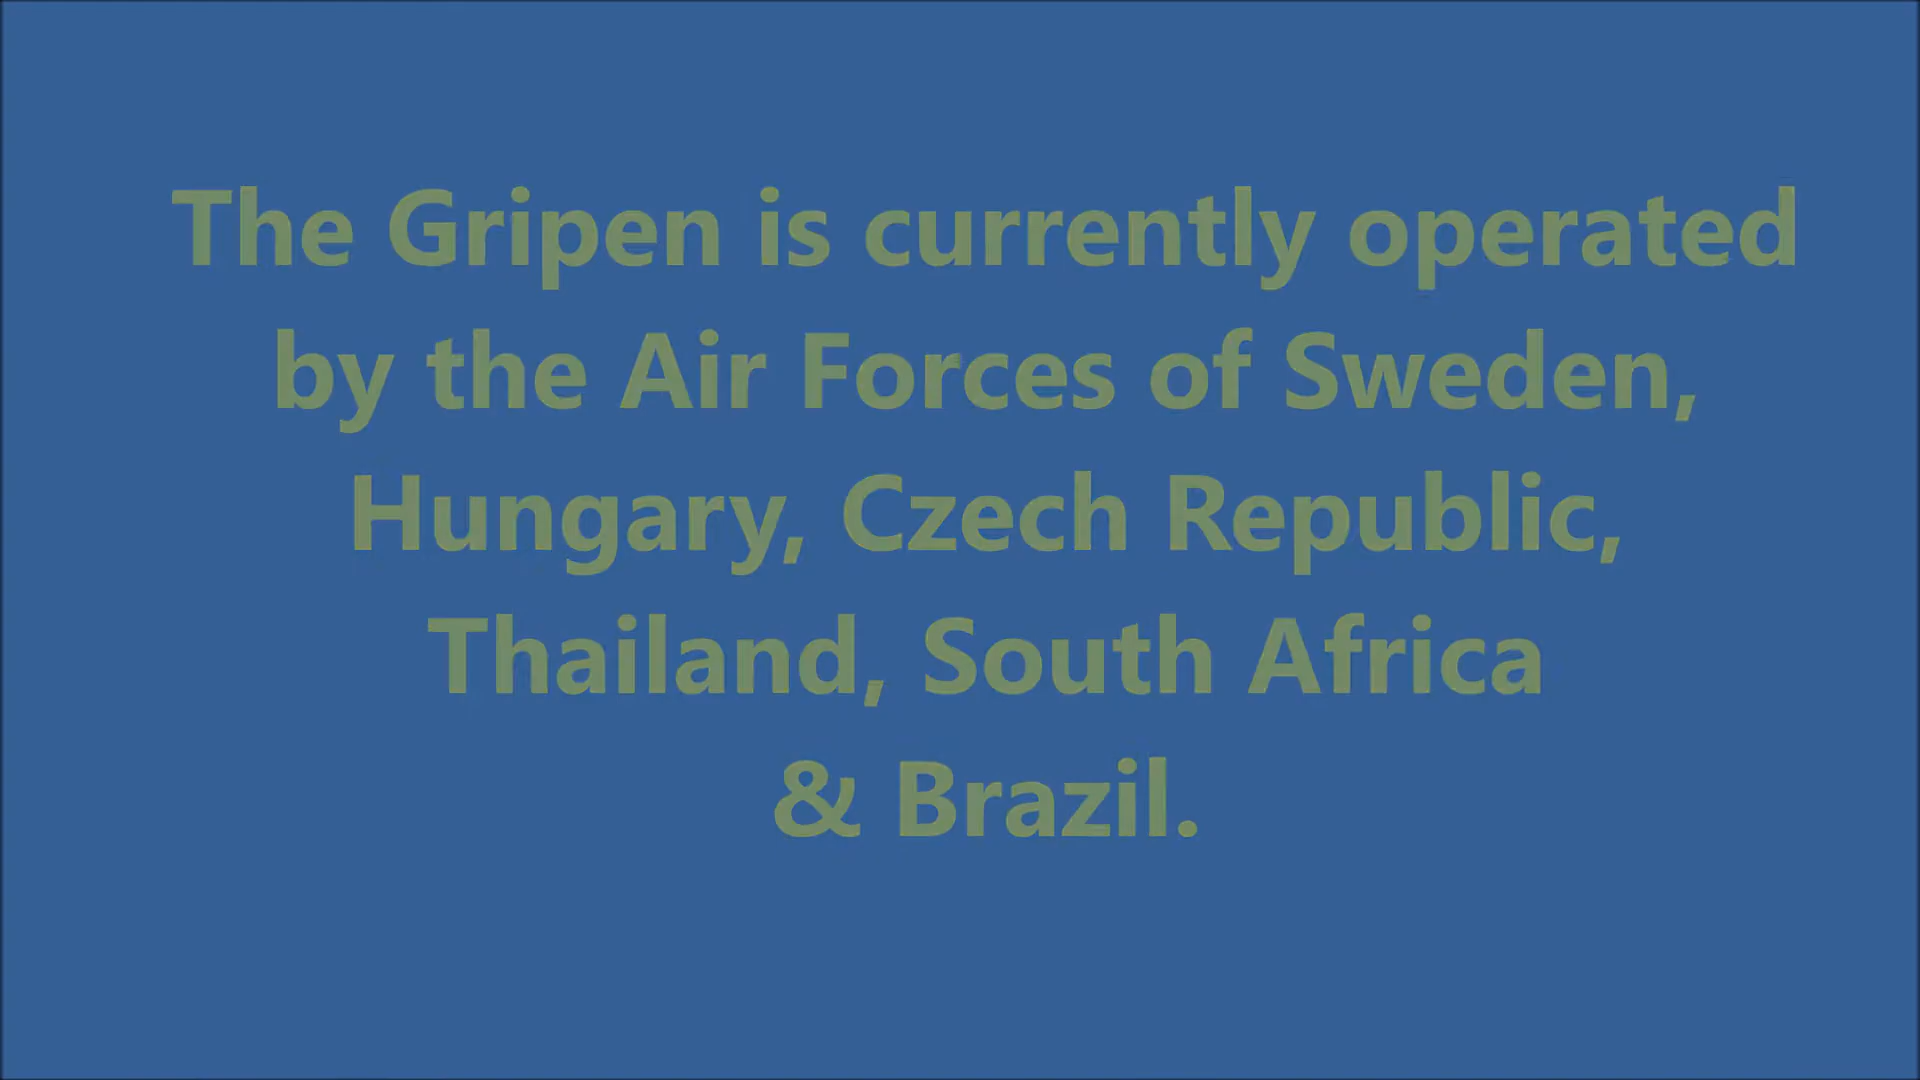 The Gripen is currently operated
by the Air Forces of Sweden,
Hungary, Czech Republic,
Thailand, South Africa
& Brazil.